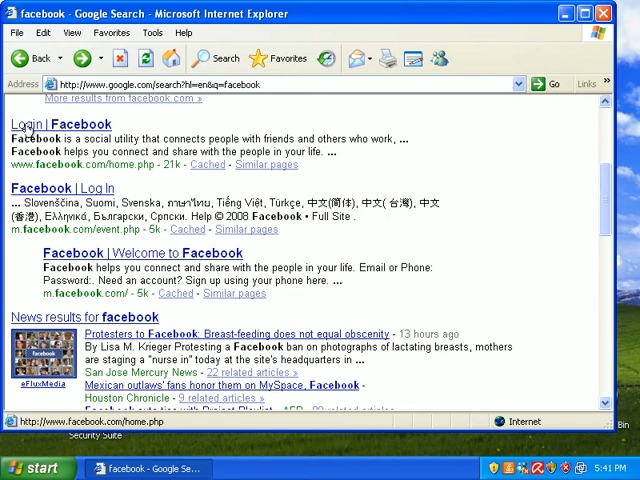 facebook - Google Search - Microsoft Internet Explorer
File Edit View Favorites Tools Help
Back Search Favorites
Address http://www.google.com/search?hl=en&q=facebook Go Links »
More results from facebook.com »
Login | Facebook
Facebook is a social utility that connects people with friends and others who work, ...
Facebook helps you connect and share with the people in your life. ...
www.facebook.com/home.php - 21k - Cached - Similar pages
Facebook | Log In
... Slovenščina, Suomi, Svenska, ภาษาไทย, Tiếng Việt, Türkçe, 中文(简体), 中文( 台灣), 中文
(香港), Ελληνικά, Български, Српски. Help © 2008 Facebook • Full Site .
m.facebook.com/event.php - 5k - Cached - Similar pages
Facebook | Welcome to Facebook
Facebook helps you connect and share with the people in your life. Email or Phone:
Password:. Need an account? Sign up using your phone here. ...
m.facebook.com/ - 5k - Cached - Similar pages
News results for facebook
Protesters to Facebook: Breast-feeding does not equal obscenity - 13 hours ago
By Lisa M. Krieger Protesting a Facebook ban on photographs of lactating breasts, mothers
are staging a "nurse in" today at the site's headquarters in ...
San Jose Mercury News - 22 related articles »
facebook
eFluxMedia
Mexican outlaws' fans honor them on MySpace, Facebook -
Houston Chronicle - 9 related articles »
http://www.facebook.com/home.php Internet
Security Suite
Bin
start facebook - Google Se... 5:41 PM